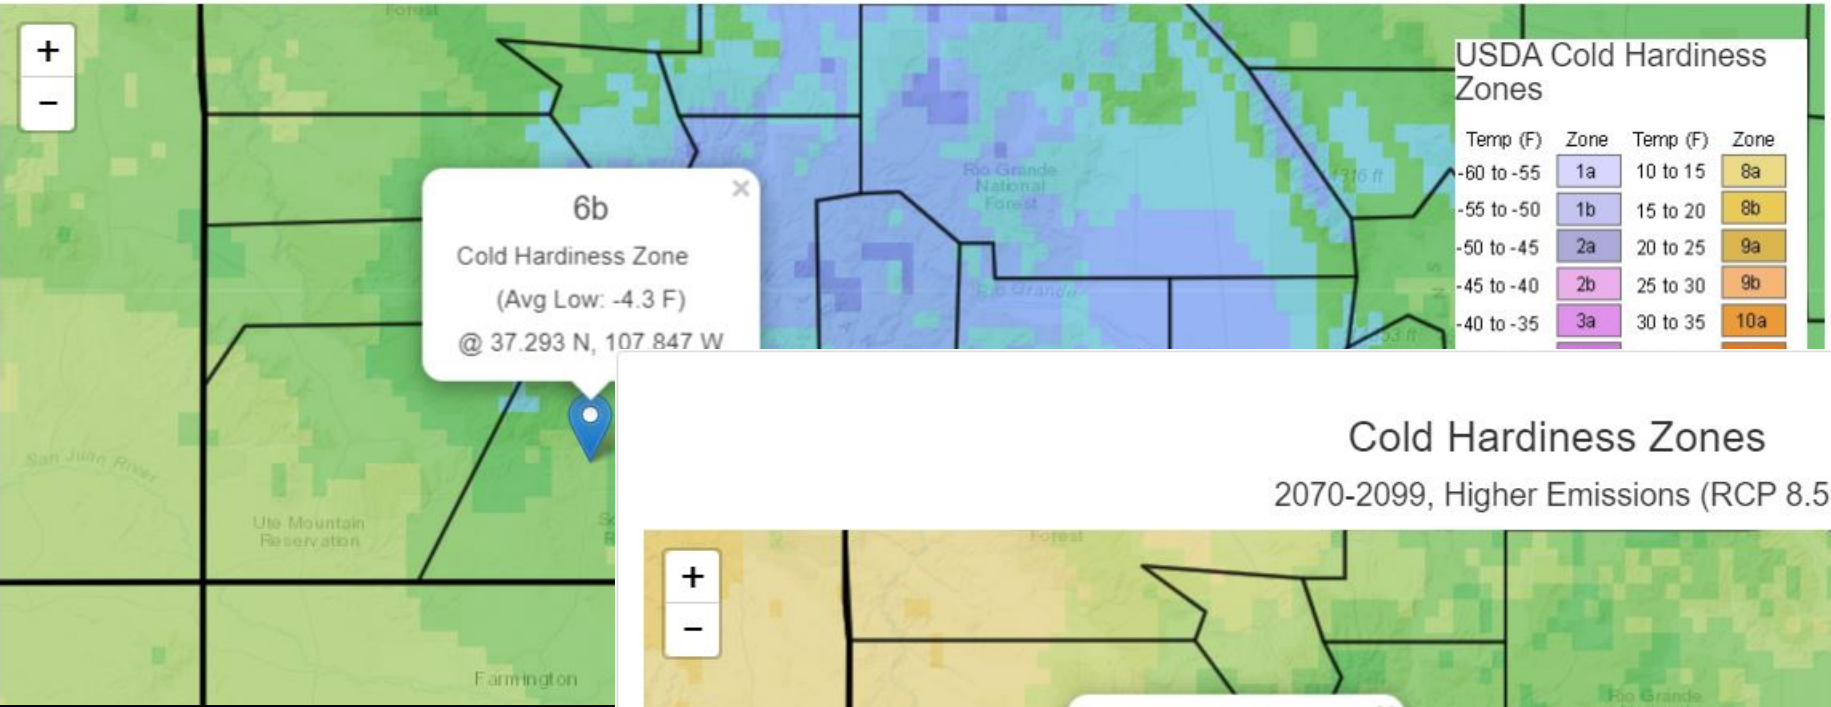 Forest
+
−
USDA Cold Hardiness
Zones
Temp (F) Zone Temp (F) Zone
-60 to -55 1a 10 to 15 8a
-55 to -50 1b 15 to 20 8b
-50 to -45 2a 20 to 25 9a
-45 to -40 2b 25 to 30 9b
-40 to -35 3a 30 to 35 10a
×
6b
Cold Hardiness Zone
(Avg Low: -4.3 F)
@ 37.293 N, 107.847 W
Rio Grande
National
Forest
Rio Grande
San Juan River
Ute Mountain
Reservation
Farmington
Cold Hardiness Zones
2070-2099, Higher Emissions (RCP 8.5
Forest
+
−
Rio Grande